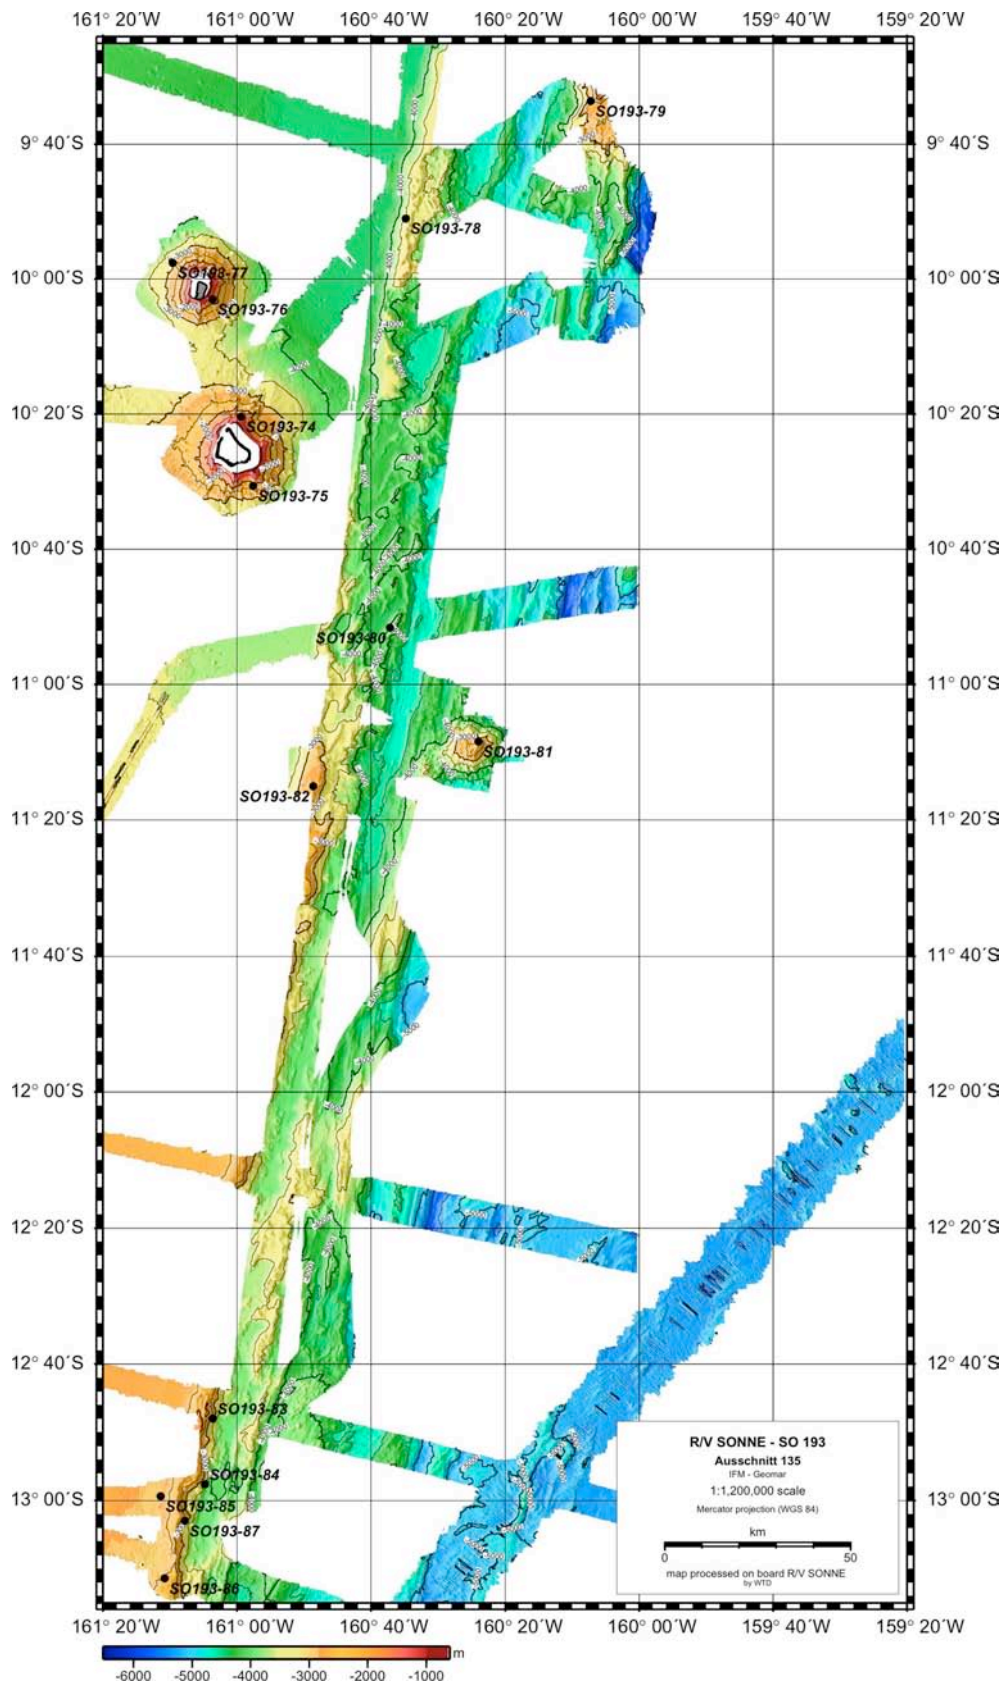 161° 20´W 161° 00´W 160° 40´W 160° 20´W 160° 00´W 159° 40´W 159° 20´W
SO193-79
9° 40´S 9° 40´S
SO193-78
SO193-77
10° 00´S 10° 00´S
SO193-76
10° 20´S 10° 20´S
SO193-74
SO193-75
10° 40´S 10° 40´S
SO193-80
11° 00´S 11° 00´S
SO193-81
SO193-82
11° 20´S 11° 20´S
11° 40´S 11° 40´S
12° 00´S 12° 00´S
12° 20´S 12° 20´S
12° 40´S 12° 40´S
SO193-83
SO193-84
SO193-85
13° 00´S 13° 00´S
SO193-87
SO193-86
R/V SONNE - SO 193
Ausschnitt 135
IFM - Geomar
1:1,200,000 scale
Mercator projection (WGS 84)
km
0 50
map processed on board R/V SONNE
by WTD
161° 20´W 161° 00´W 160° 40´W 160° 20´W 160° 00´W 159° 40´W 159° 20´W
m
-6000 -5000 -4000 -3000 -2000 -1000